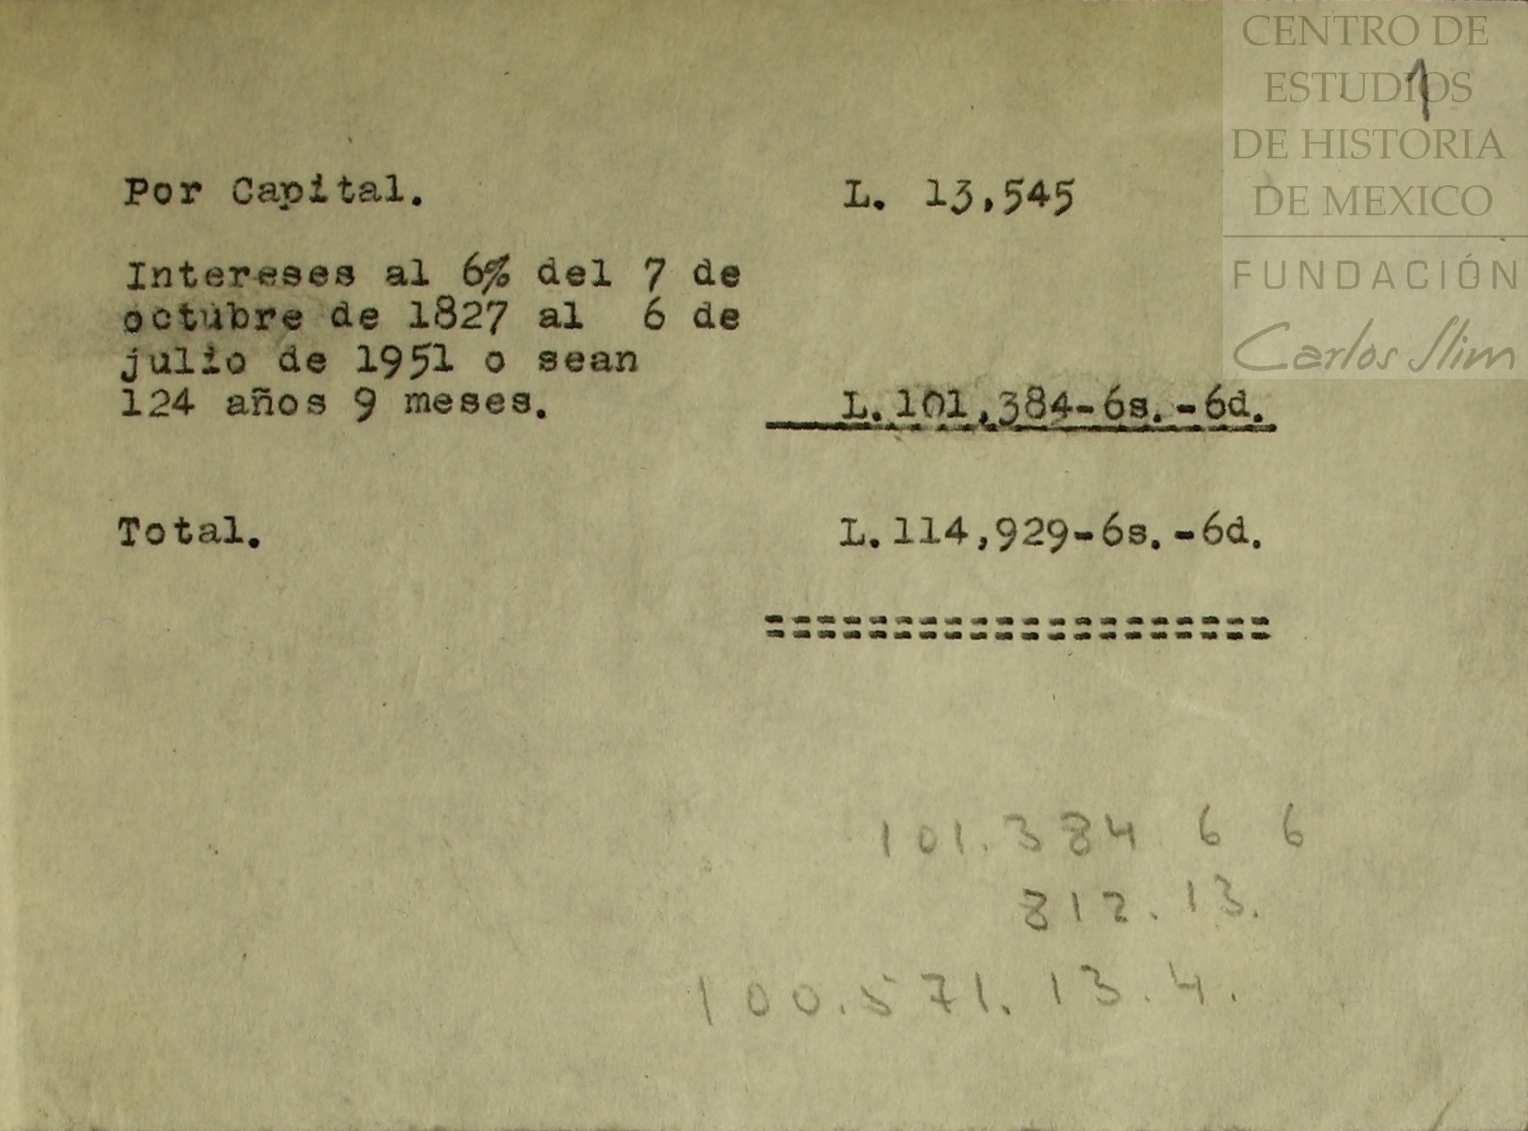 CENTRO DE
ESTUDIOS
DE HISTORIA
DE MEXICO
FUNDACIÓN
Carlos Slim
1
Por Capital. L. 13,545
Intereses al 6% del 7 de
octubre de 1827 al 6 de
julio de 1951 o sean
124 años 9 meses. L.101,384-6s.-6d.
Total. L.114,929-6s.-6d.
====================
101.384 6 6
812.13.
100.571.13.4.